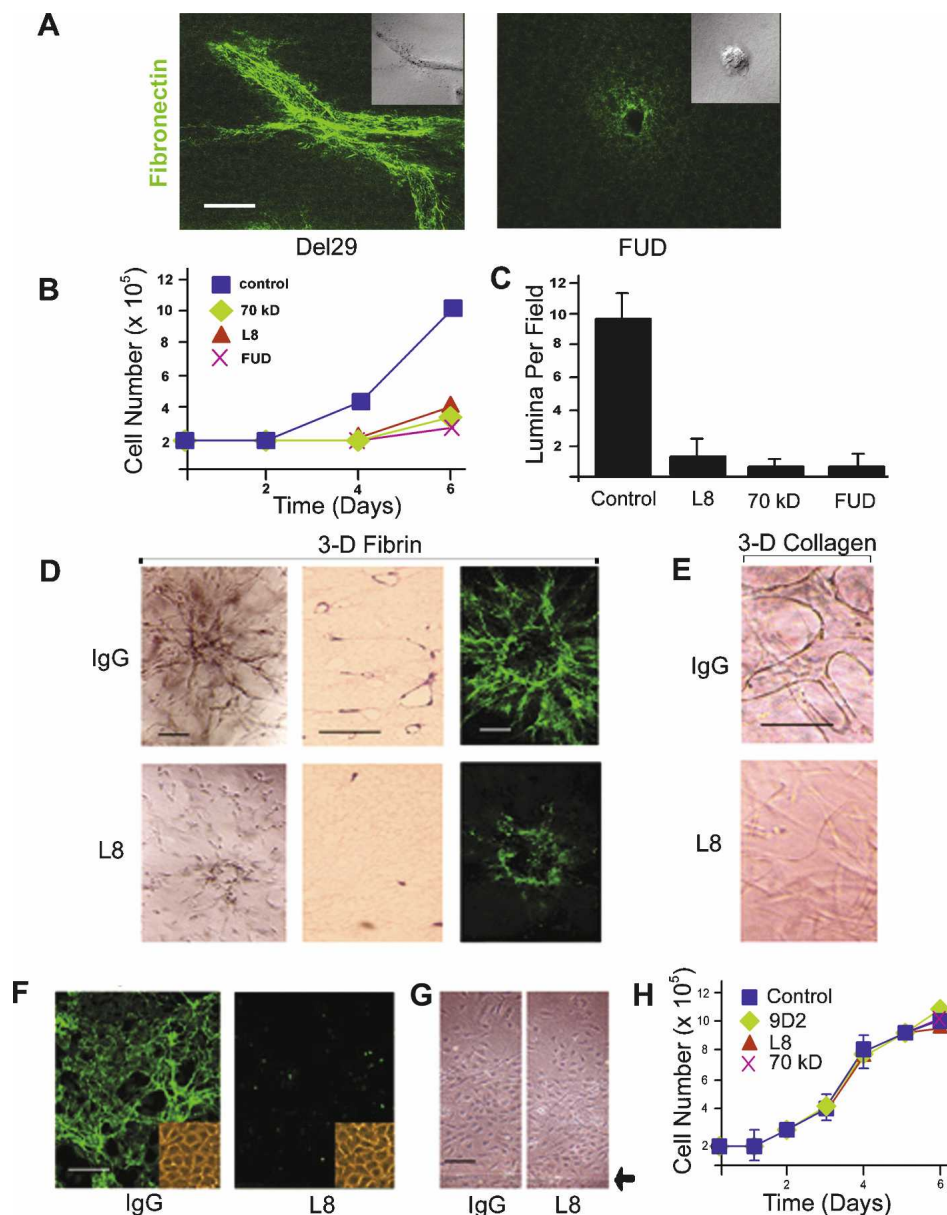 A
Fibronectin
Del29
FUD
B
Cell Number (x 10⁵)
12
10
8
6
4
2
control
70 kD
L8
FUD
2
4
6
Time (Days)
C
Lumina Per Field
12
10
8
6
4
2
Control
L8
70 kD
FUD
D
3-D Fibrin
IgG
L8
E
3-D Collagen
IgG
L8
F
IgG
L8
G
IgG
L8
H
Cell Number (x 10⁵)
12
10
8
6
4
2
Control
9D2
L8
70 kD
2
4
6
Time (Days)